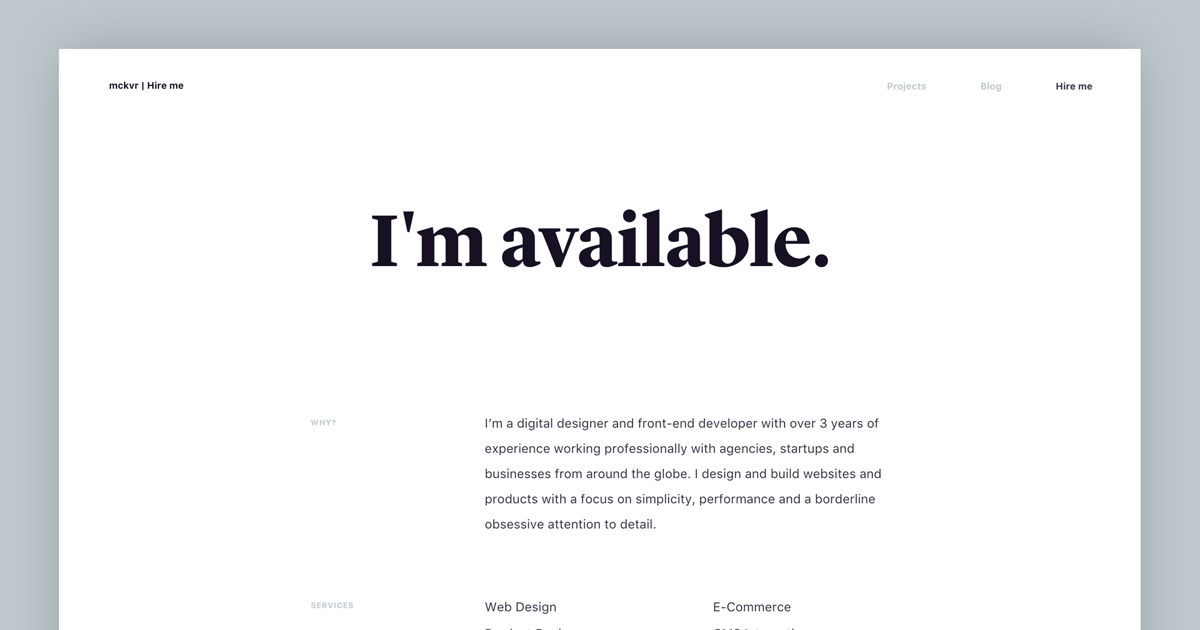 mckvr | Hire me
Projects Blog Hire me
I'm available.
WHY?
I’m a digital designer and front-end developer with over 3 years of
experience working professionally with agencies, startups and
businesses from around the globe. I design and build websites and
products with a focus on simplicity, performance and a borderline
obsessive attention to detail.
SERVICES
Web Design
E-Commerce